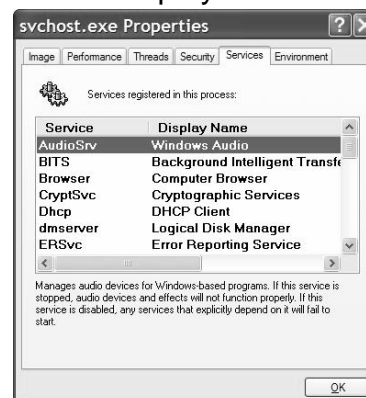 svchost.exe Properties
Image Performance Threads Security Services Environment
Services registered in this process:
Service Display Name
AudioSrv Windows Audio
BITS Background Intelligent Transfe
Browser Computer Browser
CryptSvc Cryptographic Services
Dhcp DHCP Client
dmserver Logical Disk Manager
ERSvc Error Reporting Service
Manages audio devices for Windows-based programs. If this service is
stopped, audio devices and effects will not function properly. If this
service is disabled, any services that explicitly depend on it will fail to
start.
OK